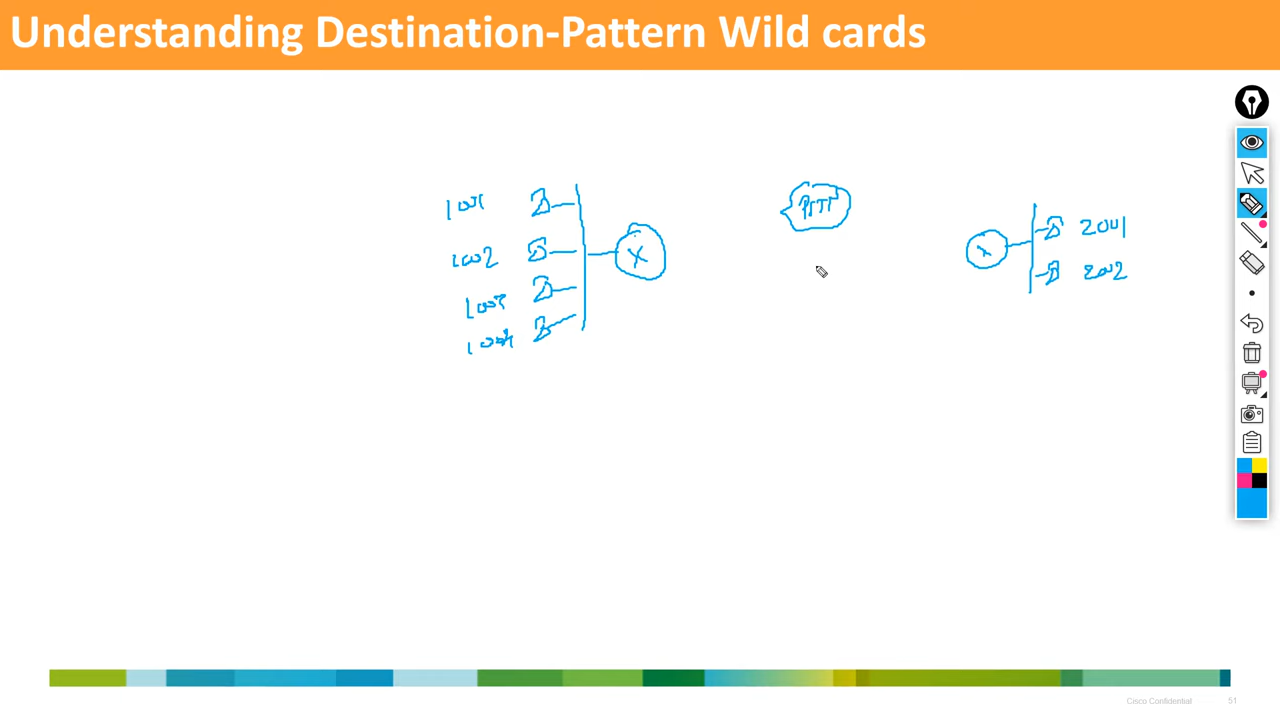 Understanding Destination-Pattern Wild cards
1001
1002
1003
1004
X
PSTN
X
2001
2002
Cisco Confidential
51